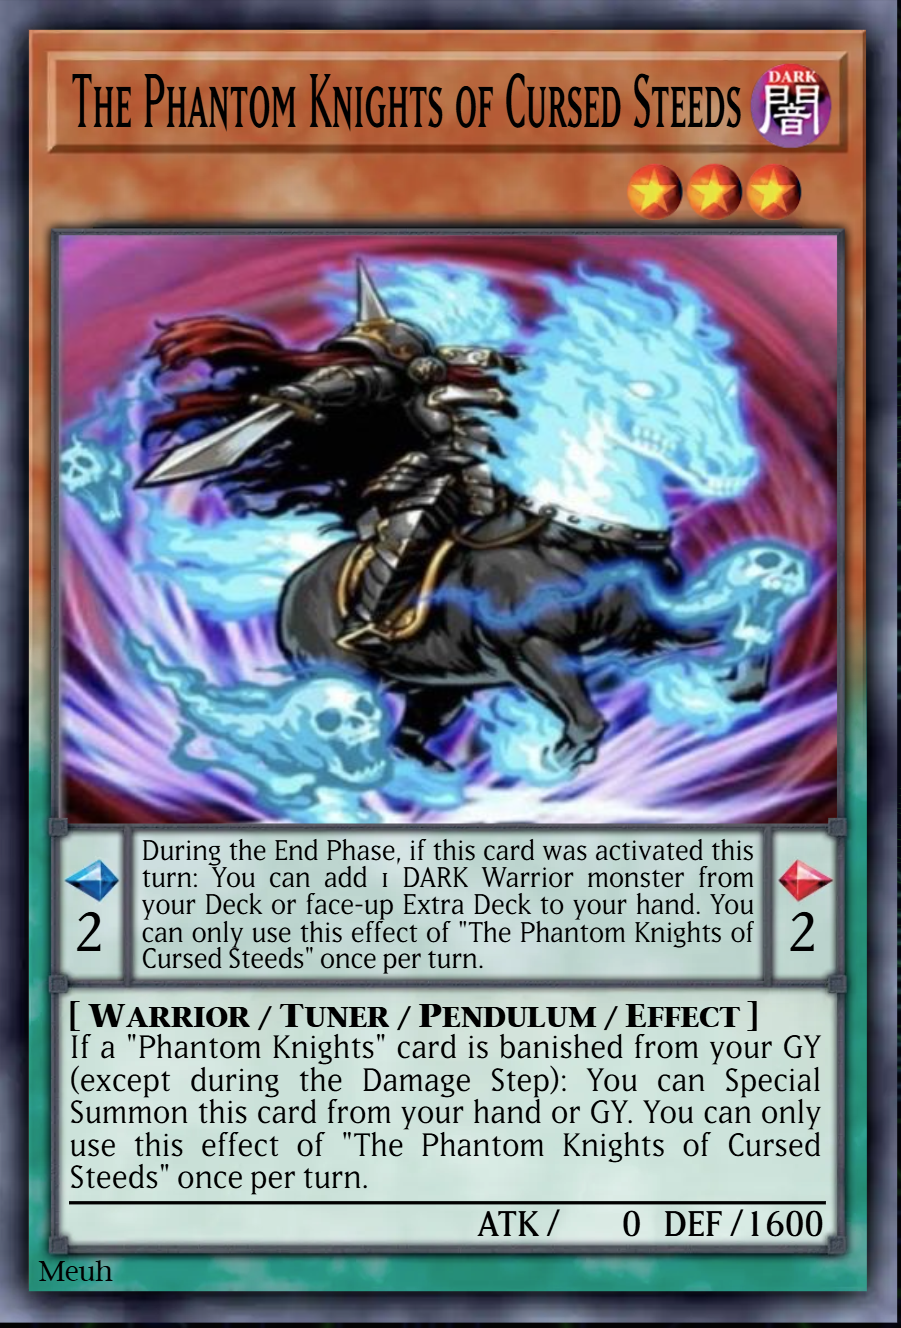 The Phantom Knights of Cursed Steeds
DARK
闇
During the End Phase, if this card was activated this
turn: You can add 1 DARK Warrior monster from
your Deck or face-up Extra Deck to your hand. You
can only use this effect of "The Phantom Knights of
Cursed Steeds" once per turn.
2
2
[ Warrior / Tuner / Pendulum / Effect ]
If a "Phantom Knights" card is banished from your GY
(except during the Damage Step): You can Special
Summon this card from your hand or GY. You can only
use this effect of "The Phantom Knights of Cursed
Steeds" once per turn.
ATK / 0 DEF /1600
Meuh